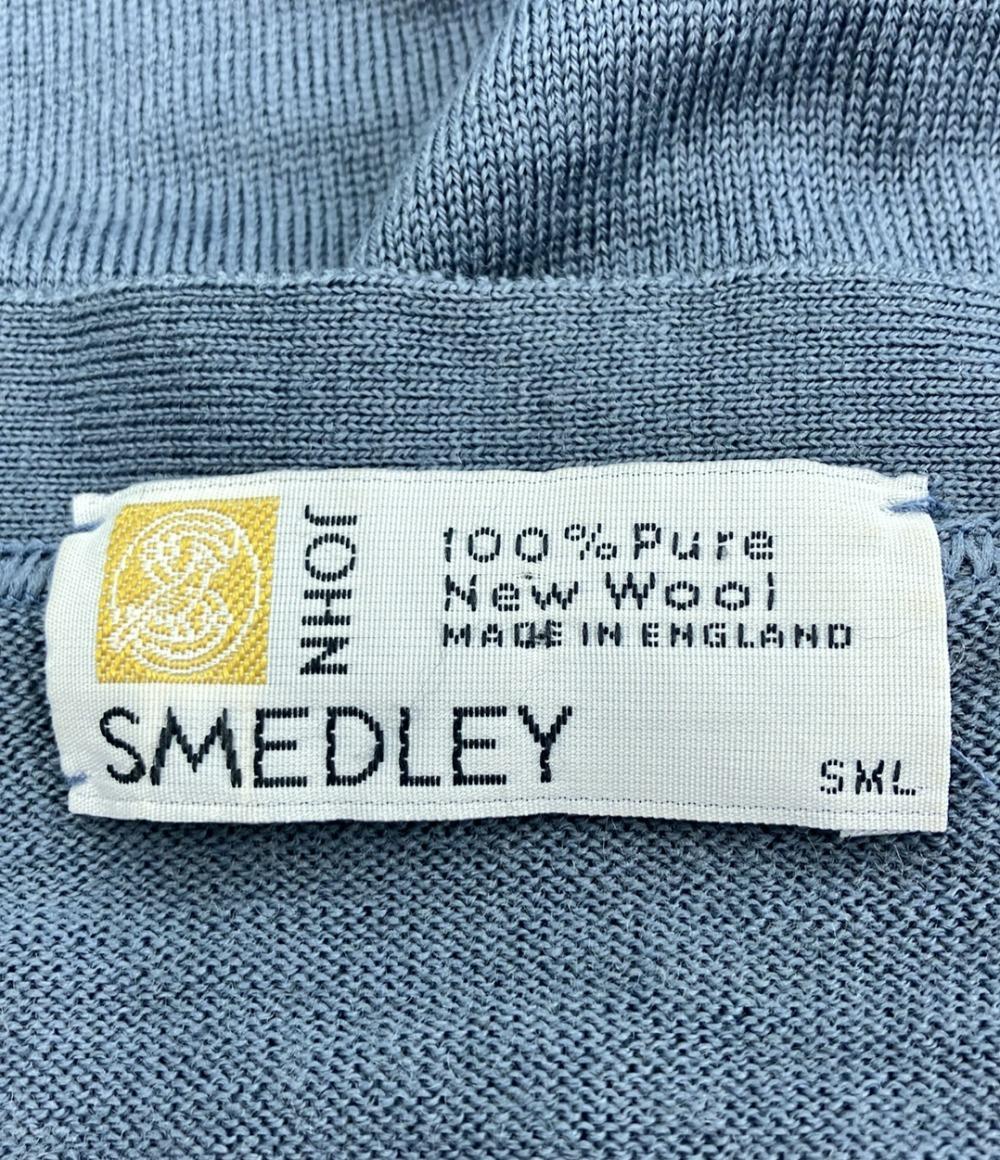 JOHN
SMEDLEY
100% Pure
New Wool
MADE IN ENGLAND
SML